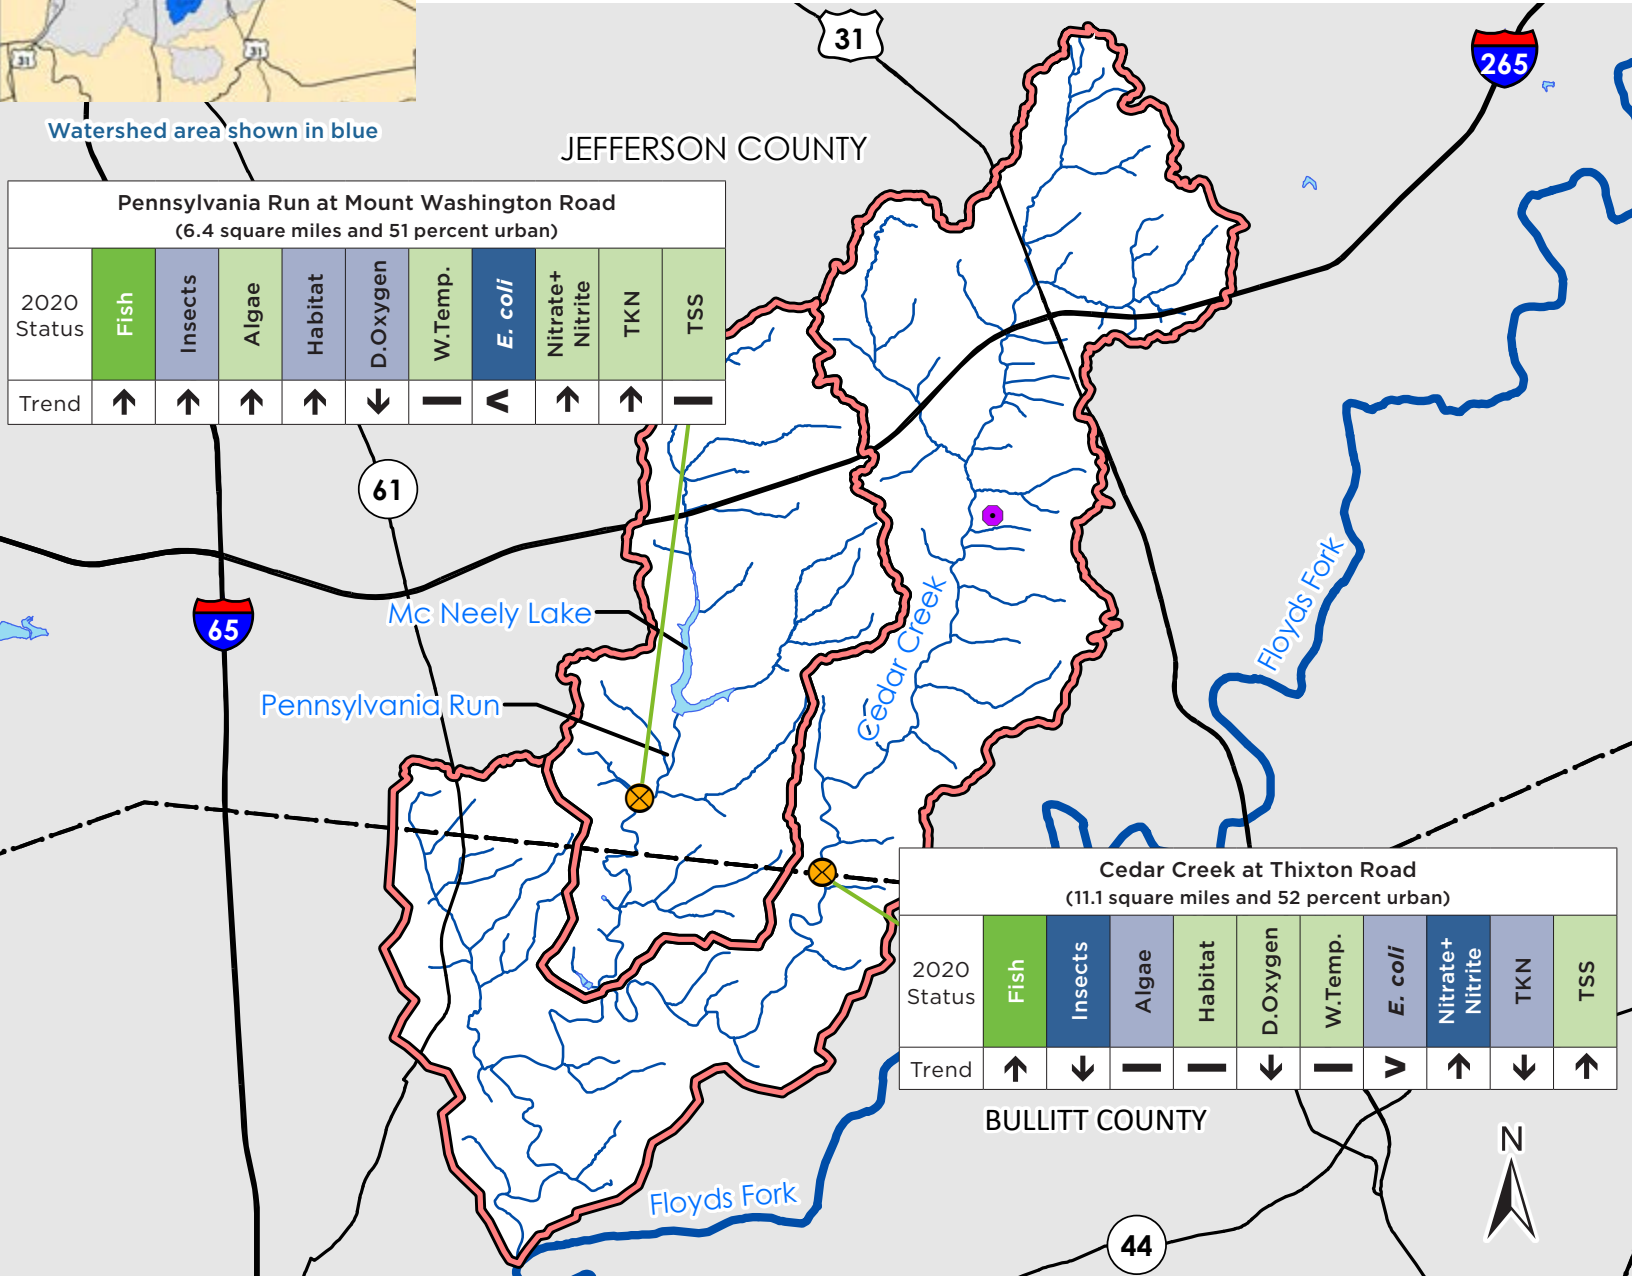 31
31
Watershed area shown in blue
31
265
JEFFERSON COUNTY
Pennsylvania Run at Mount Washington Road
(6.4 square miles and 51 percent urban)
2020
Status
Fish
Insects
Algae
Habitat
D.Oxygen
W.Temp.
E. coli
Nitrate+
Nitrite
TKN
TSS
Trend
<
61
65
Mc Neely Lake
Pennsylvania Run
Cedar Creek
Floyds Fork
Cedar Creek at Thixton Road
(11.1 square miles and 52 percent urban)
2020
Status
Fish
Insects
Algae
Habitat
D.Oxygen
W.Temp.
E. coli
Nitrate+
Nitrite
TKN
TSS
Trend
>
BULLITT COUNTY
N
Floyds Fork
44